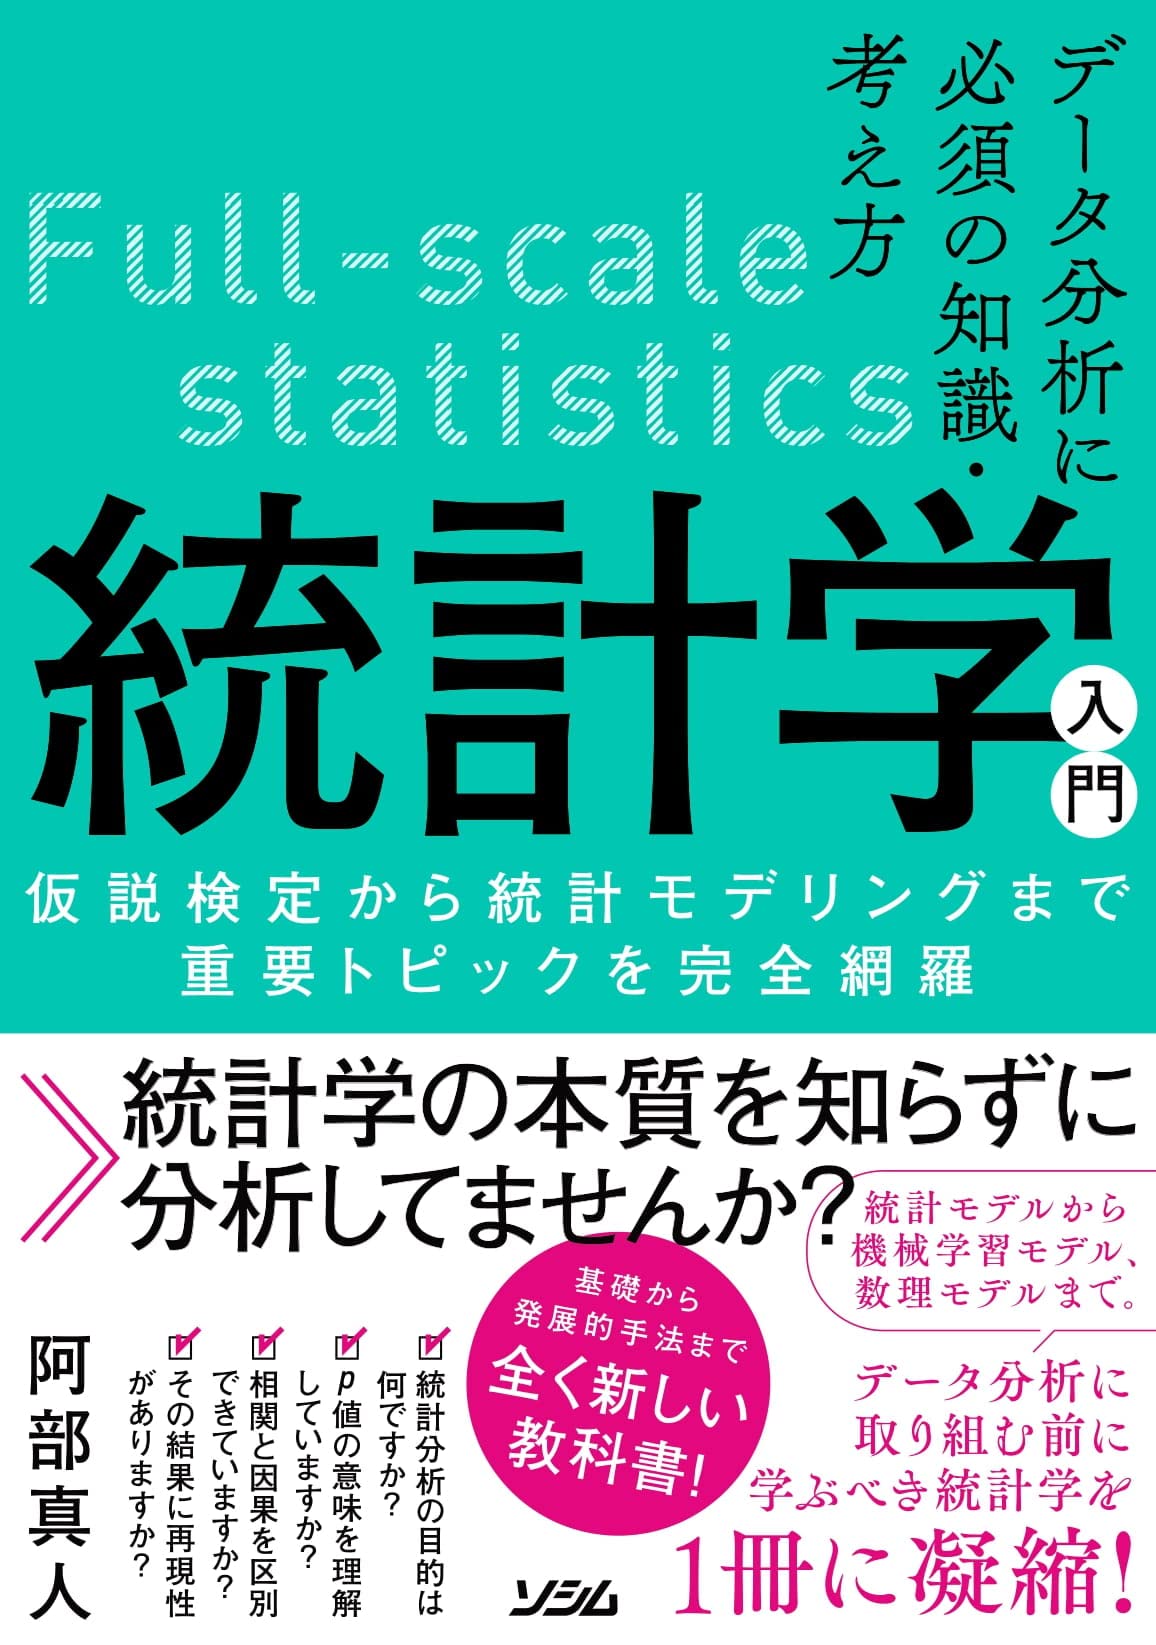 データ分析に
必須の知識・
考え方
Full-scale
statistics
統計学
入門
仮説検定から統計モデリングまで
重要トピックを完全網羅
統計学の本質を知らずに
分析してませんか?
統計モデルから
機械学習モデル、
数理モデルまで。
データ分析に
取り組む前に
学ぶべき統計学を
1冊に凝縮!
基礎から
発展的手法まで
全く新しい
教科書!
統計分析の目的は
何ですか?
p値の意味を理解
していますか?
相関と因果を区別
できていますか?
その結果に再現性
がありますか?
阿部真人
ソシム